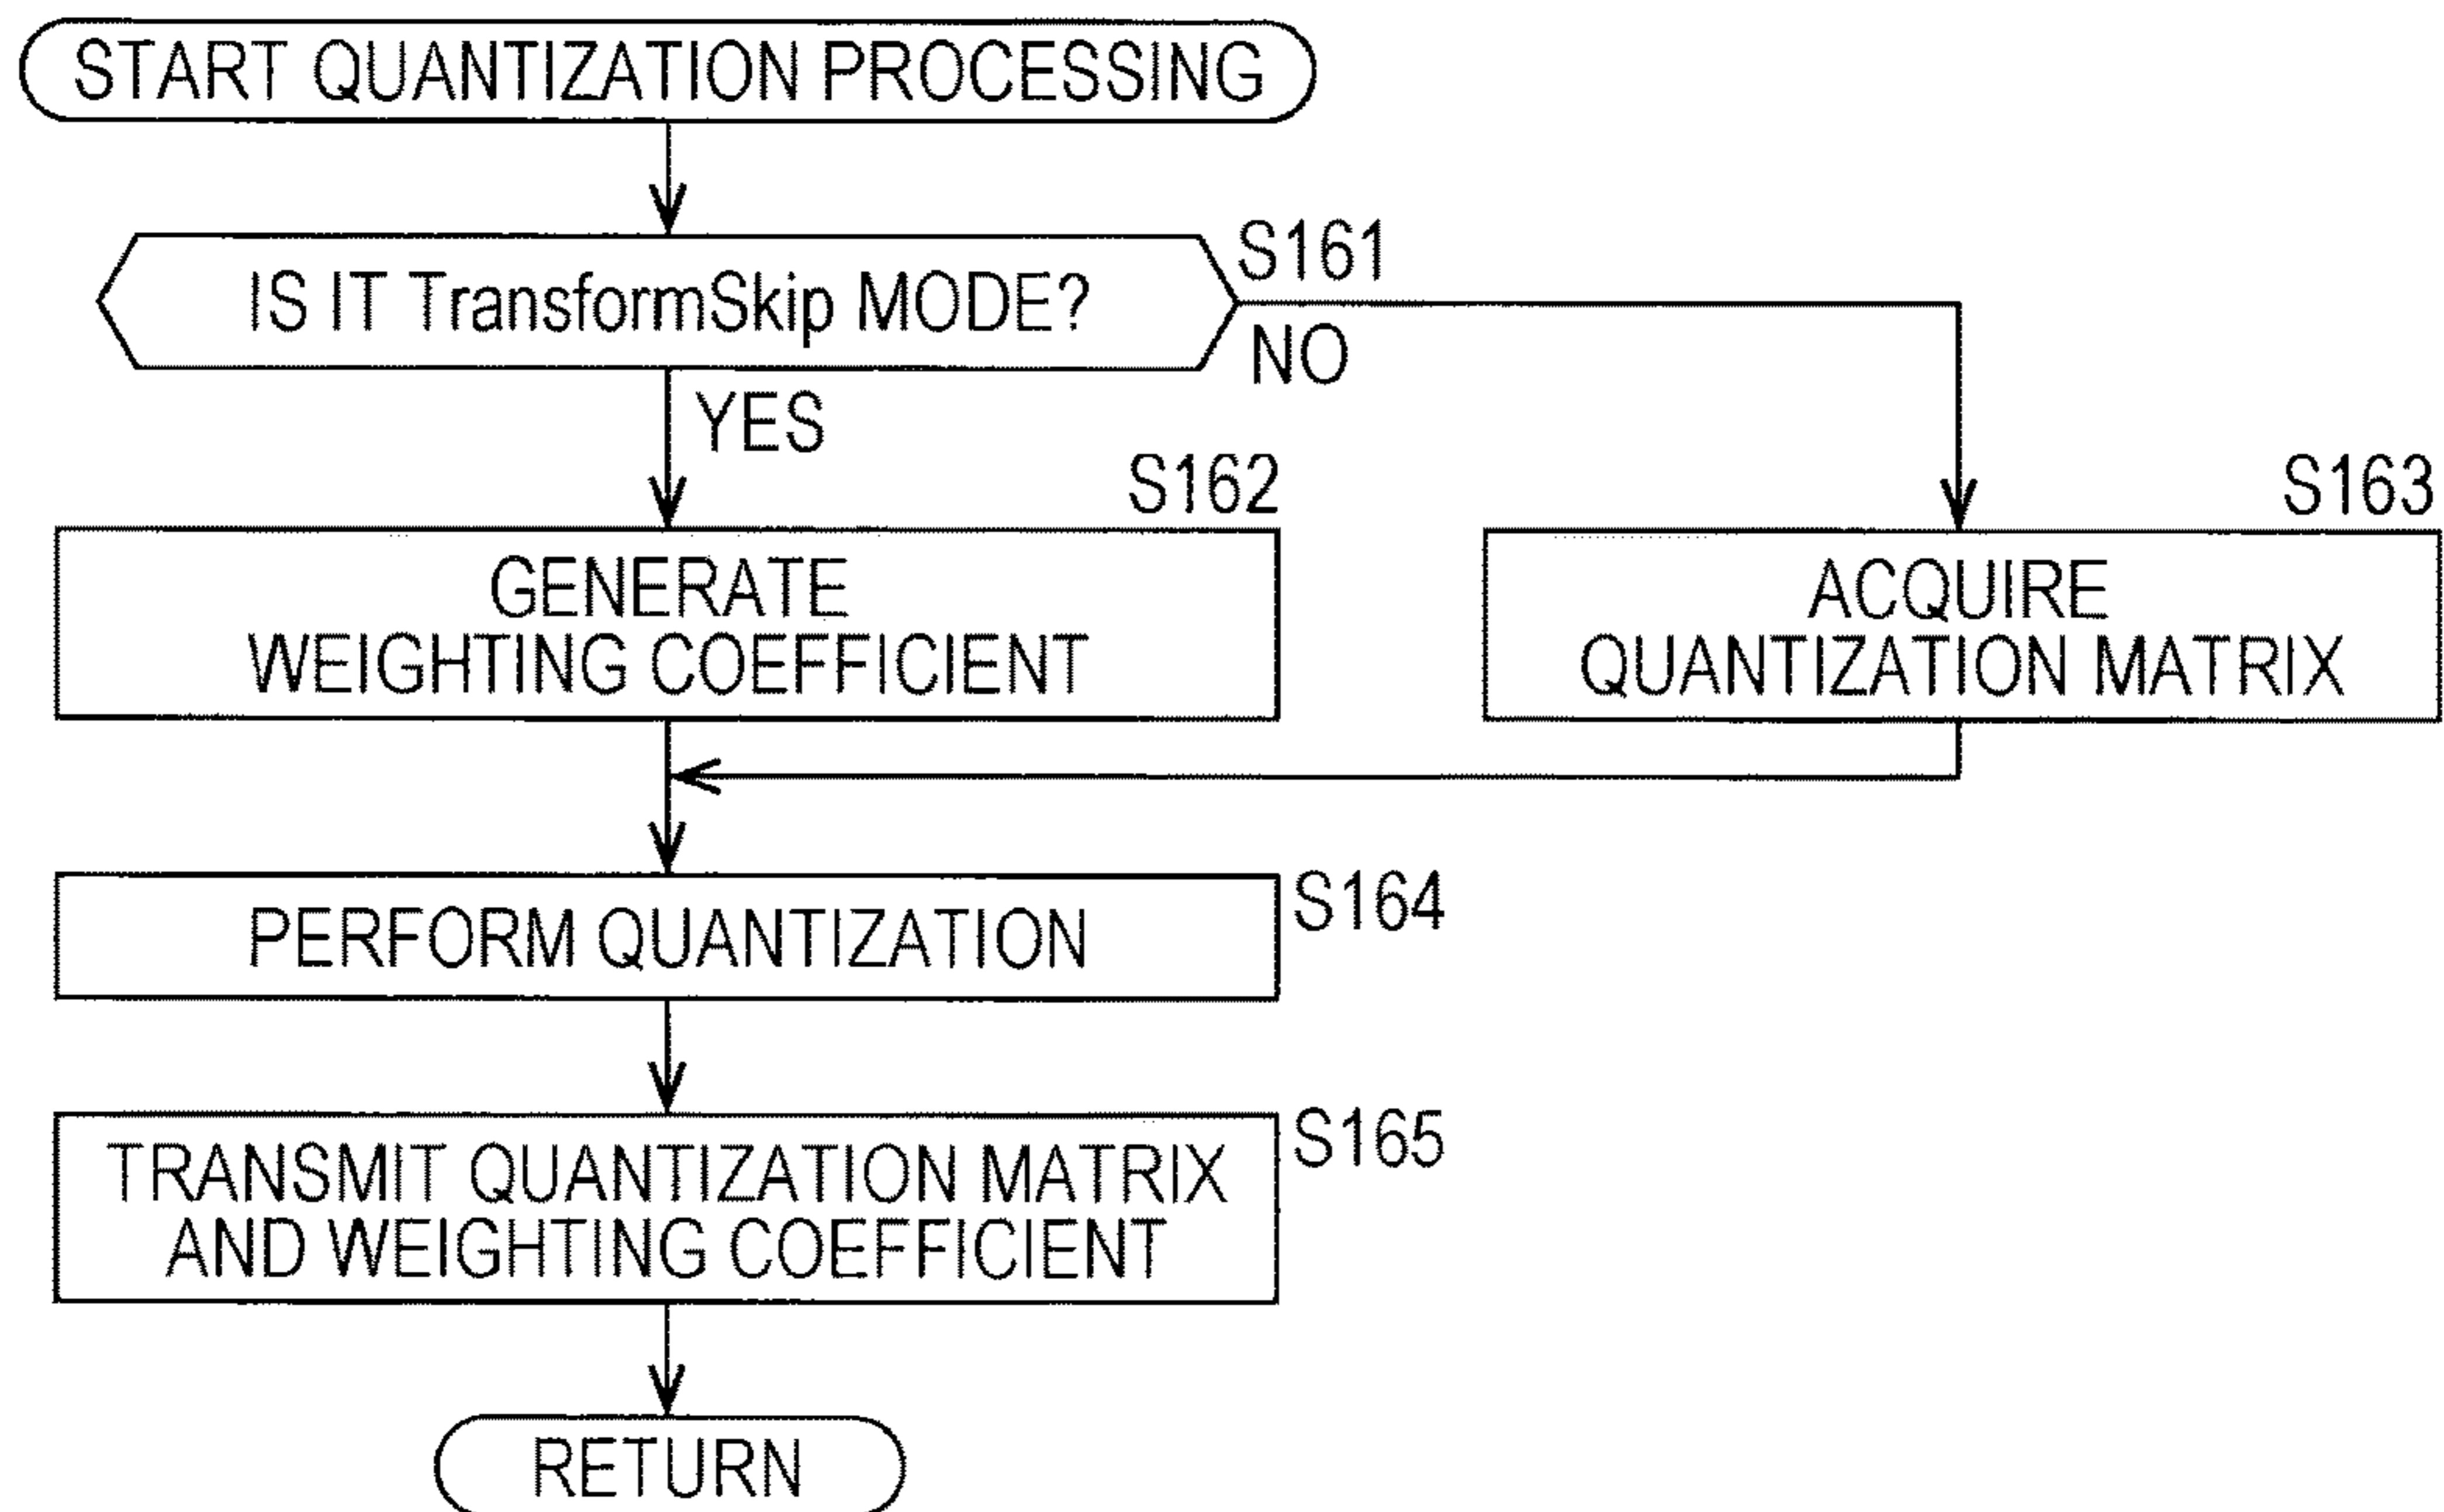 START QUANTIZATION PROCESSING
S161
IS IT TransformSkip MODE?
NO
YES
S162
GENERATE
WEIGHTING COEFFICIENT
S163
ACQUIRE
QUANTIZATION MATRIX
PERFORM QUANTIZATION
S164
TRANSMIT QUANTIZATION MATRIX
AND WEIGHTING COEFFICIENT
S165
RETURN